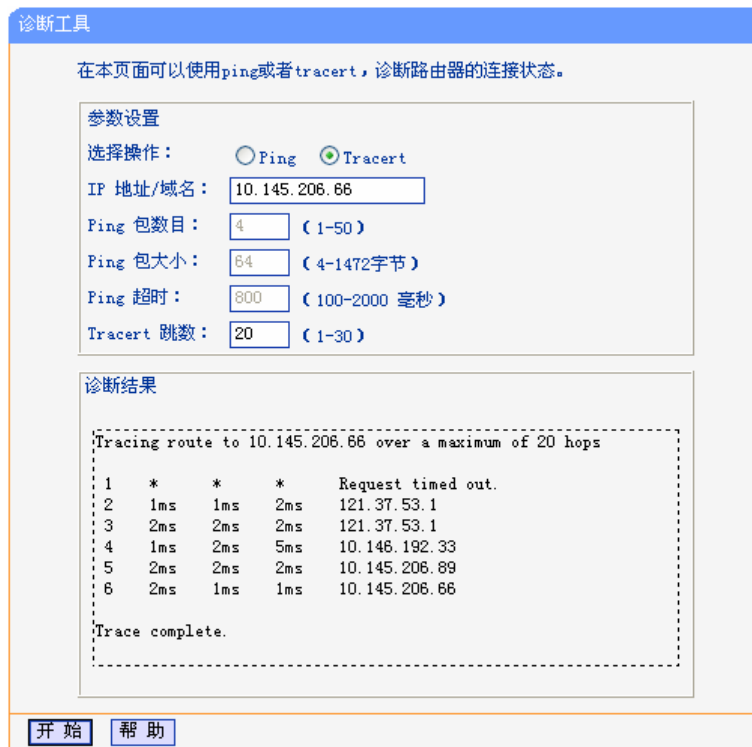 诊断工具
在本页面可以使用ping或者tracert，诊断路由器的连接状态。
参数设置
选择操作： Ping Tracert
IP 地址/域名： 10.145.206.66
Ping 包数目： 4 （1-50）
Ping 包大小： 64 （4-1472字节）
Ping 超时： 800 （100-2000 毫秒）
Tracert 跳数： 20 （1-30）
诊断结果
Tracing route to 10.145.206.66 over a maximum of 20 hops
1 * * * Request timed out.
2 1ms 1ms 2ms 121.37.53.1
3 2ms 2ms 2ms 121.37.53.1
4 1ms 2ms 5ms 10.146.192.33
5 2ms 2ms 2ms 10.145.206.89
6 2ms 1ms 1ms 10.145.206.66
Trace complete.
开 始 帮 助